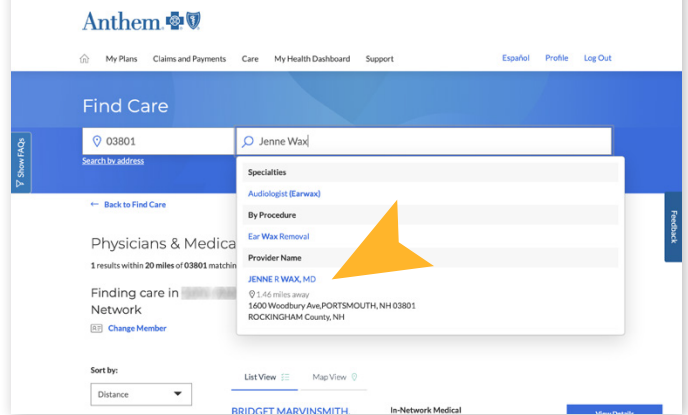 Anthem
My Plans Claims and Payments Care My Health Dashboard Support Español Profile Log Out
Find Care
03801 Jenne Wax
Search by address
Show FAQs
Specialties
Audiologist (Earwax)
By Procedure
Ear Wax Removal
Provider Name
JENNE R WAX, MD
1.46 miles away
1600 Woodbury Ave,PORTSMOUTH, NH 03801
ROCKINGHAM County, NH
Feedback
← Back to Find Care
Physicians & Medica
1 results within 20 miles of 03801 matchin
Finding care in
Network
Change Member
Sort by:
Distance
List View Map View
BRIDGET MARVINSMITH, In-Network Medical
View Details